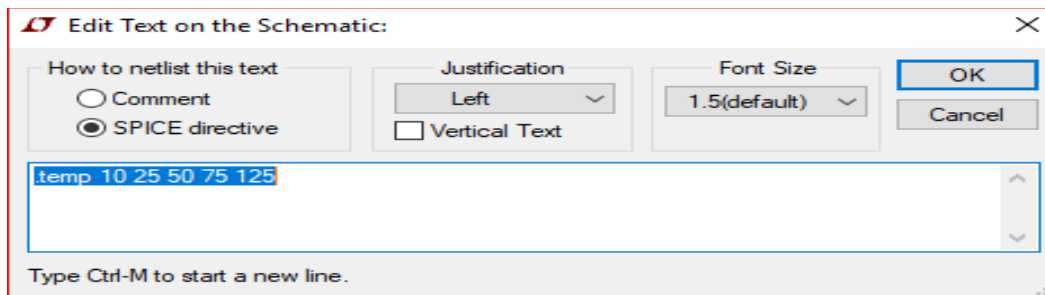 Edit Text on the Schematic:
How to netlist this text
Comment
SPICE directive
Justification
Left
Vertical Text
Font Size
1.5(default)
OK
Cancel
.temp 10 25 50 75 125
Type Ctrl-M to start a new line.